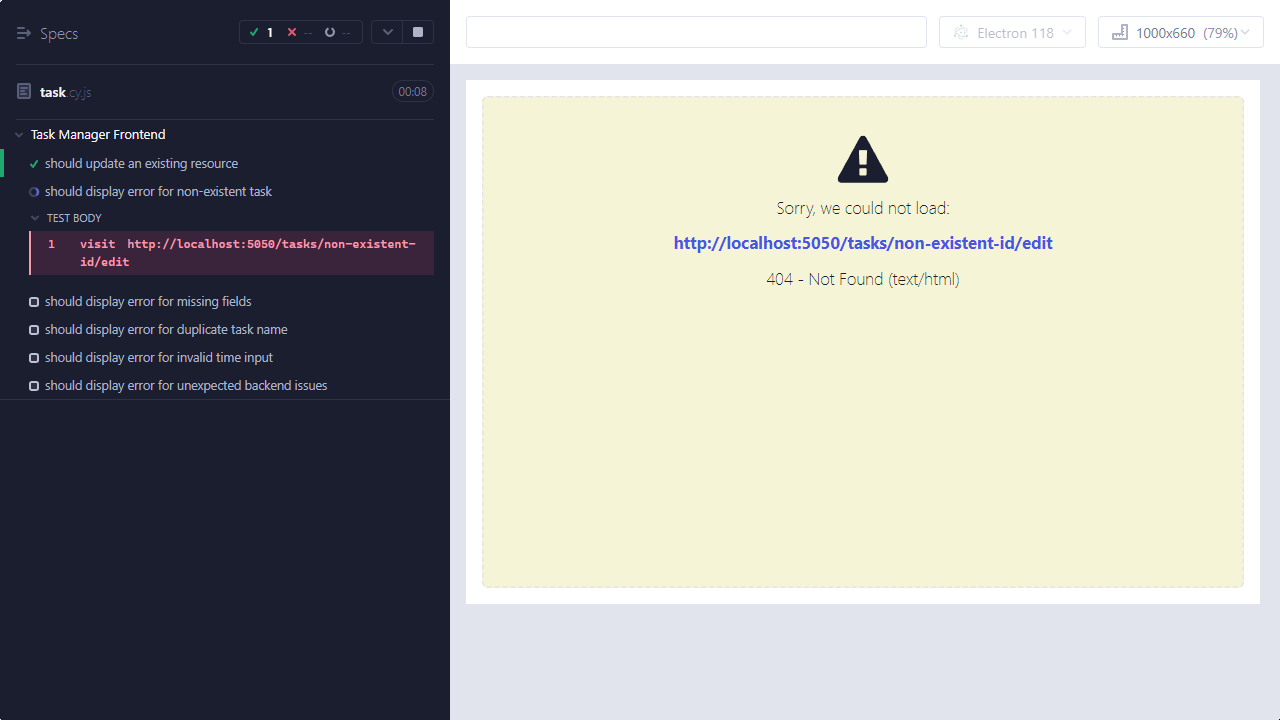 Specs
1 -- --
Electron 118
1000x660 (79%)
task.cy.js
00:08
Task Manager Frontend
should update an existing resource
should display error for non-existent task
TEST BODY
1 visit http://localhost:5050/tasks/non-existent-
id/edit
should display error for missing fields
should display error for duplicate task name
should display error for invalid time input
should display error for unexpected backend issues
Sorry, we could not load:
http://localhost:5050/tasks/non-existent-id/edit
404 - Not Found (text/html)